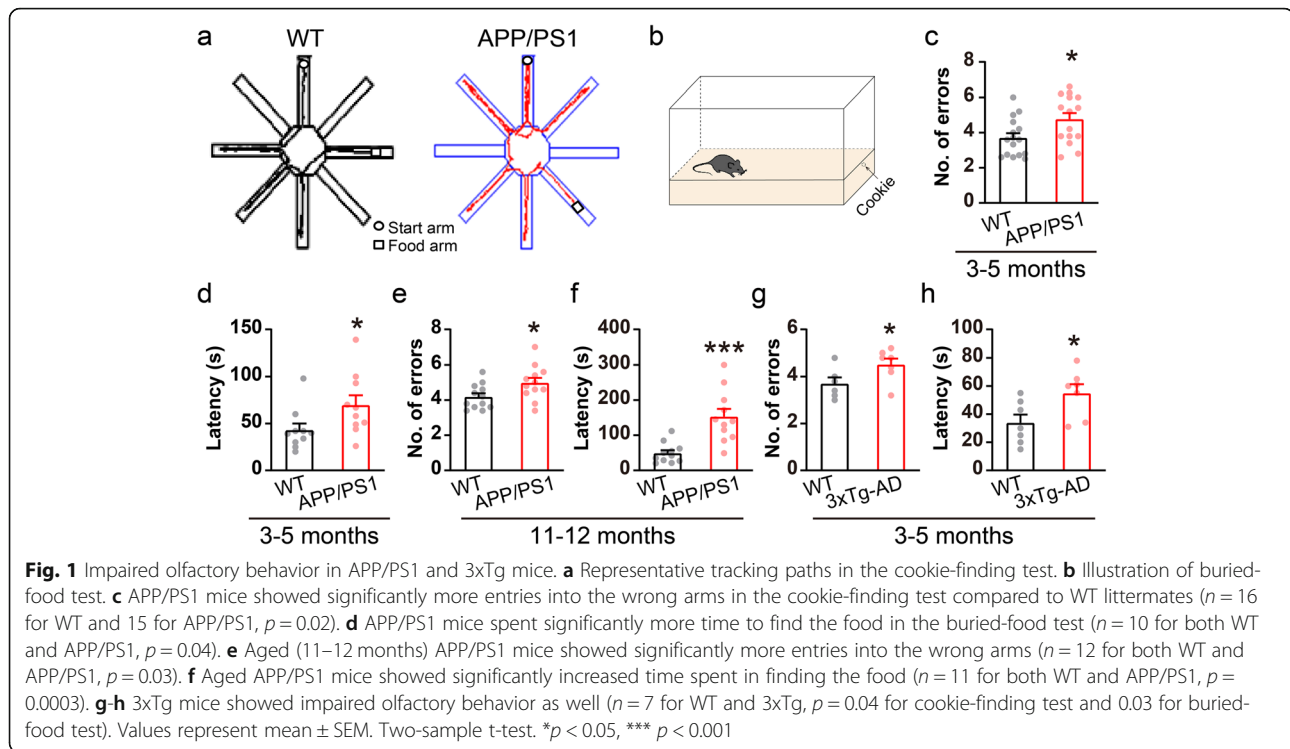 a
WT
APP/PS1
Start arm
Food arm
b
Cookie
c
No. of errors
8
6
4
2
0
*
WT
APP/PS1
3-5 months
d
Latency (s)
150
100
50
0
*
WT
APP/PS1
3-5 months
e
No. of errors
8
6
4
2
0
*
WT
APP/PS1
f
Latency (s)
400
300
200
100
0
***
WT
APP/PS1
11-12 months
g
No. of errors
6
4
2
0
*
WT
3xTg-AD
h
Latency (s)
100
80
60
40
20
0
*
WT
3xTg-AD
3-5 months
Fig. 1 Impaired olfactory behavior in APP/PS1 and 3xTg mice. a Representative tracking paths in the cookie-finding test. b Illustration of buried-
food test. c APP/PS1 mice showed significantly more entries into the wrong arms in the cookie-finding test compared to WT littermates (n = 16
for WT and 15 for APP/PS1, p = 0.02). d APP/PS1 mice spent significantly more time to find the food in the buried-food test (n = 10 for both WT
and APP/PS1, p = 0.04). e Aged (11–12 months) APP/PS1 mice showed significantly more entries into the wrong arms (n = 12 for both WT and
APP/PS1, p = 0.03). f Aged APP/PS1 mice showed significantly increased time spent in finding the food (n = 11 for both WT and APP/PS1, p =
0.0003). g-h 3xTg mice showed impaired olfactory behavior as well (n = 7 for WT and 3xTg, p = 0.04 for cookie-finding test and 0.03 for buried-
food test). Values represent mean ± SEM. Two-sample t-test. *p < 0.05, *** p < 0.001